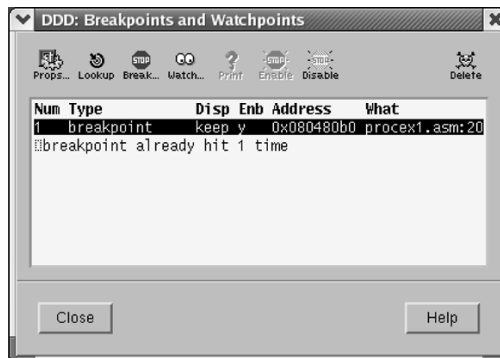 DDD: Breakpoints and Watchpoints
Props... Lookup Break... Watch... Print Enable Disable Delete
Num Type Disp Enb Address What
1 breakpoint keep y 0x080480b0 procex1.asm:20
breakpoint already hit 1 time
Close Help